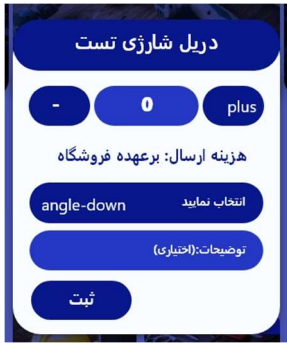 دریل شارژی تست
plus 0 -
هزینه ارسال: برعهده فروشگاه
انتخاب نمایید angle-down
توضیحات:(اختیاری)
ثبت